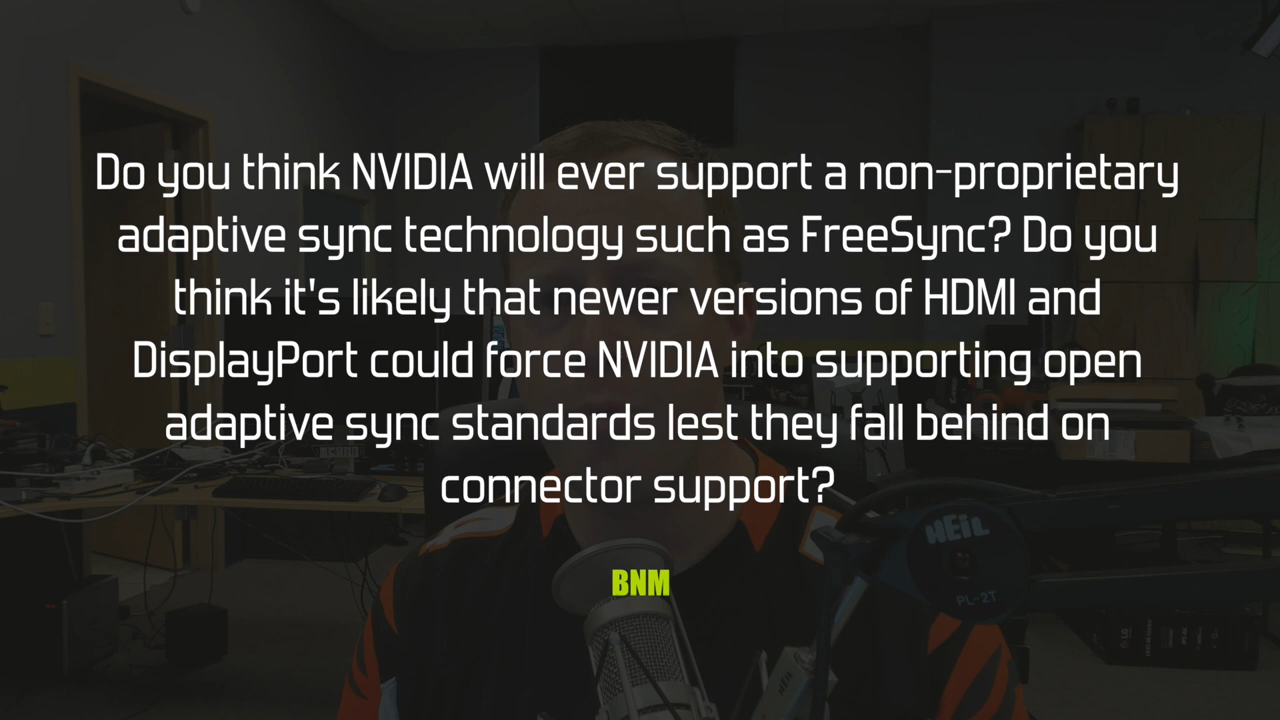 Do you think NVIDIA will ever support a non-proprietary
adaptive sync technology such as FreeSync? Do you
think it's likely that newer versions of HDMI and
DisplayPort could force NVIDIA into supporting open
adaptive sync standards lest they fall behind on
connector support?
BNM
HEiL
PL-2T
HEiL